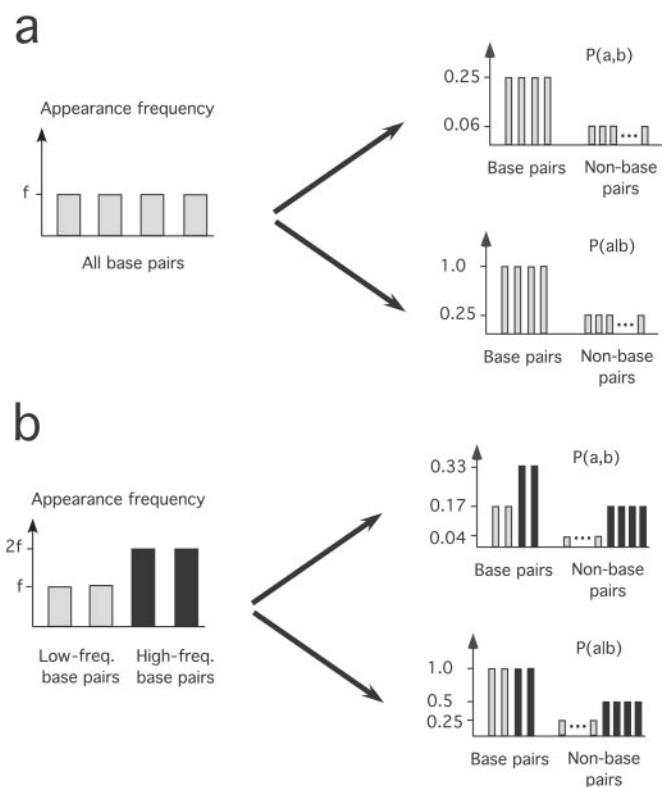 a
Appearance frequency
f
All base pairs
P(a,b)
0.25
0.06
Base pairs
Non-base
pairs
P(alb)
1.0
0.25
Base pairs
Non-base
pairs
b
Appearance frequency
2f
f
Low-freq.
base pairs
High-freq.
base pairs
P(a,b)
0.33
0.17
0.04
Base pairs
Non-base
pairs
P(alb)
1.0
0.5
0.25
Base pairs
Non-base
pairs